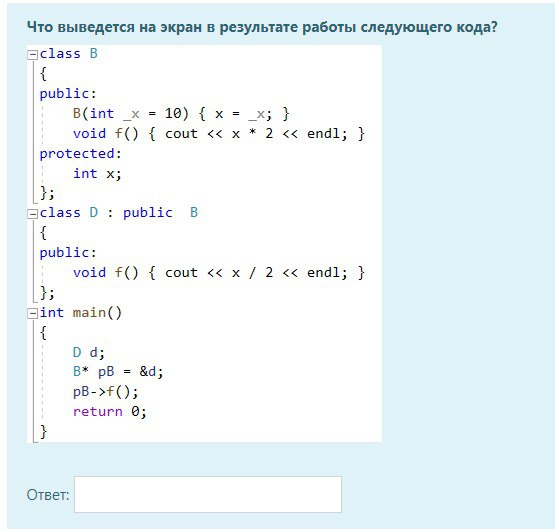 Что выведется на экран в результате работы следующего кода?
class B
{
public:
    B(int _x = 10) { x = _x; }
    void f() { cout << x * 2 << endl; }
protected:
    int x;
};
class D : public  B
{
public:
    void f() { cout << x / 2 << endl; }
};
int main()
{
    D d;
    B* pB = &d;
    pB->f();
    return 0;
}
Ответ: